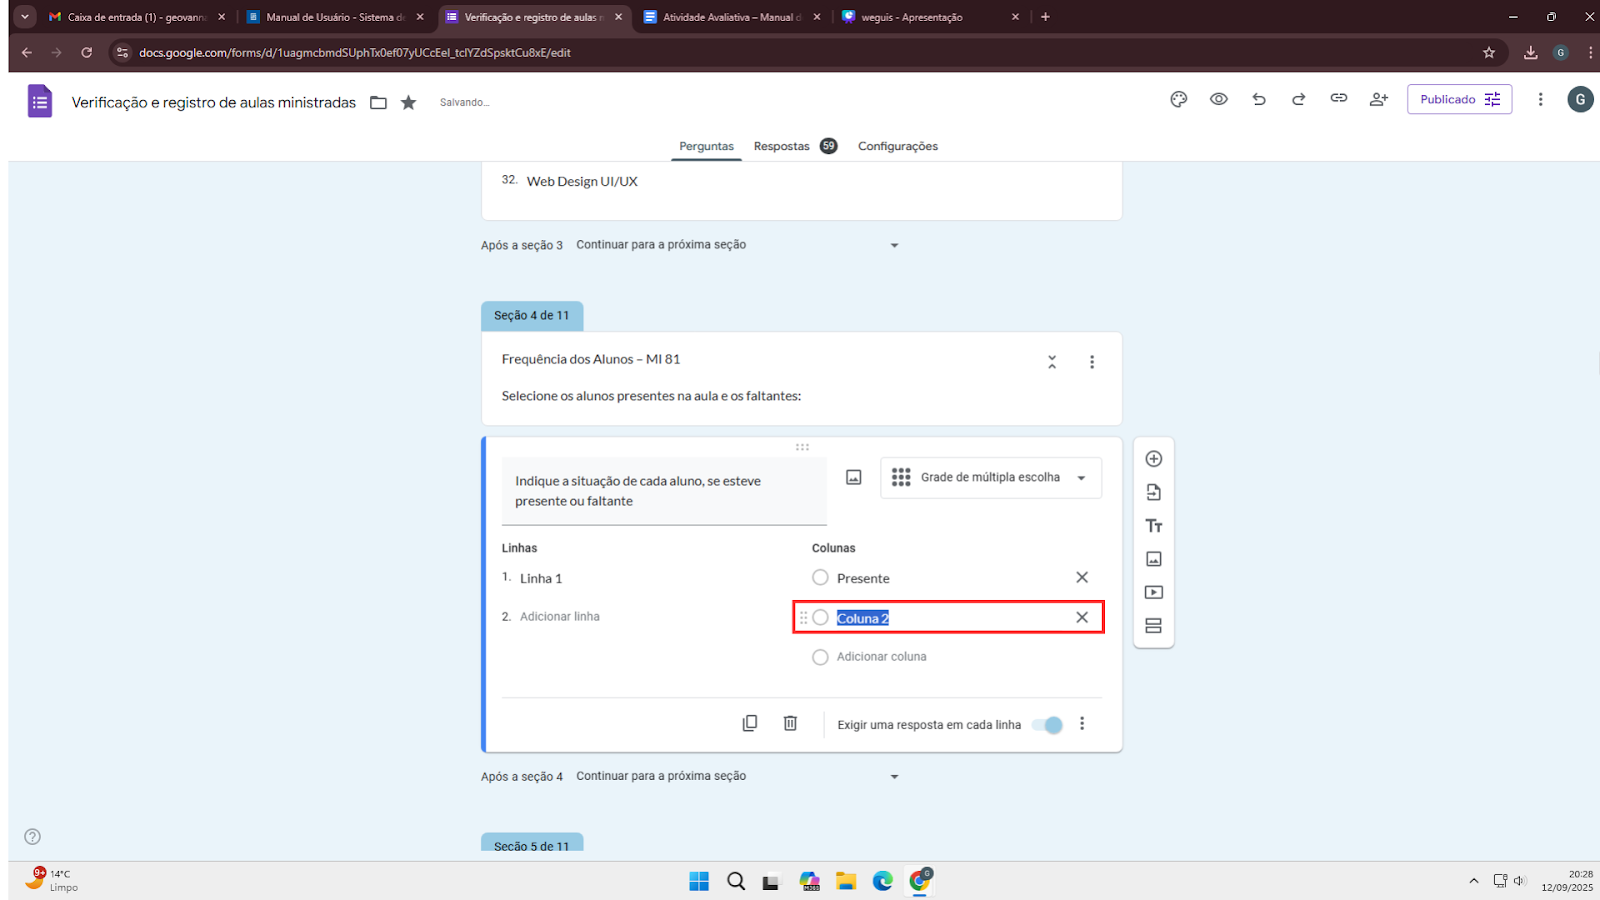 Caixa de entrada (1) - geovann
Manual de Usuário - Sistema de
Verificação e registro de aulas n
Atividade Avaliativa – Manual d
weguis - Apresentação
docs.google.com/forms/d/1uagmcbmdSUphTx0ef07yUCcEel_tclYZdSpsktCu8xE/edit
G
Verificação e registro de aulas ministradas
Salvando...
Publicado
G
Perguntas
Respostas 59
Configurações
32. Web Design UI/UX
Após a seção 3 Continuar para a próxima seção
Seção 4 de 11
Frequência dos Alunos – MI 81
Selecione os alunos presentes na aula e os faltantes:
Indique a situação de cada aluno, se esteve
presente ou faltante
Grade de múltipla escolha
Linhas
Colunas
1. Linha 1
Presente
2. Adicionar linha
Coluna 2
Adicionar coluna
Exigir uma resposta em cada linha
Após a seção 4 Continuar para a próxima seção
Seção 5 de 11
9+
14°C
Limpo
M365
G
20:28
12/09/2025